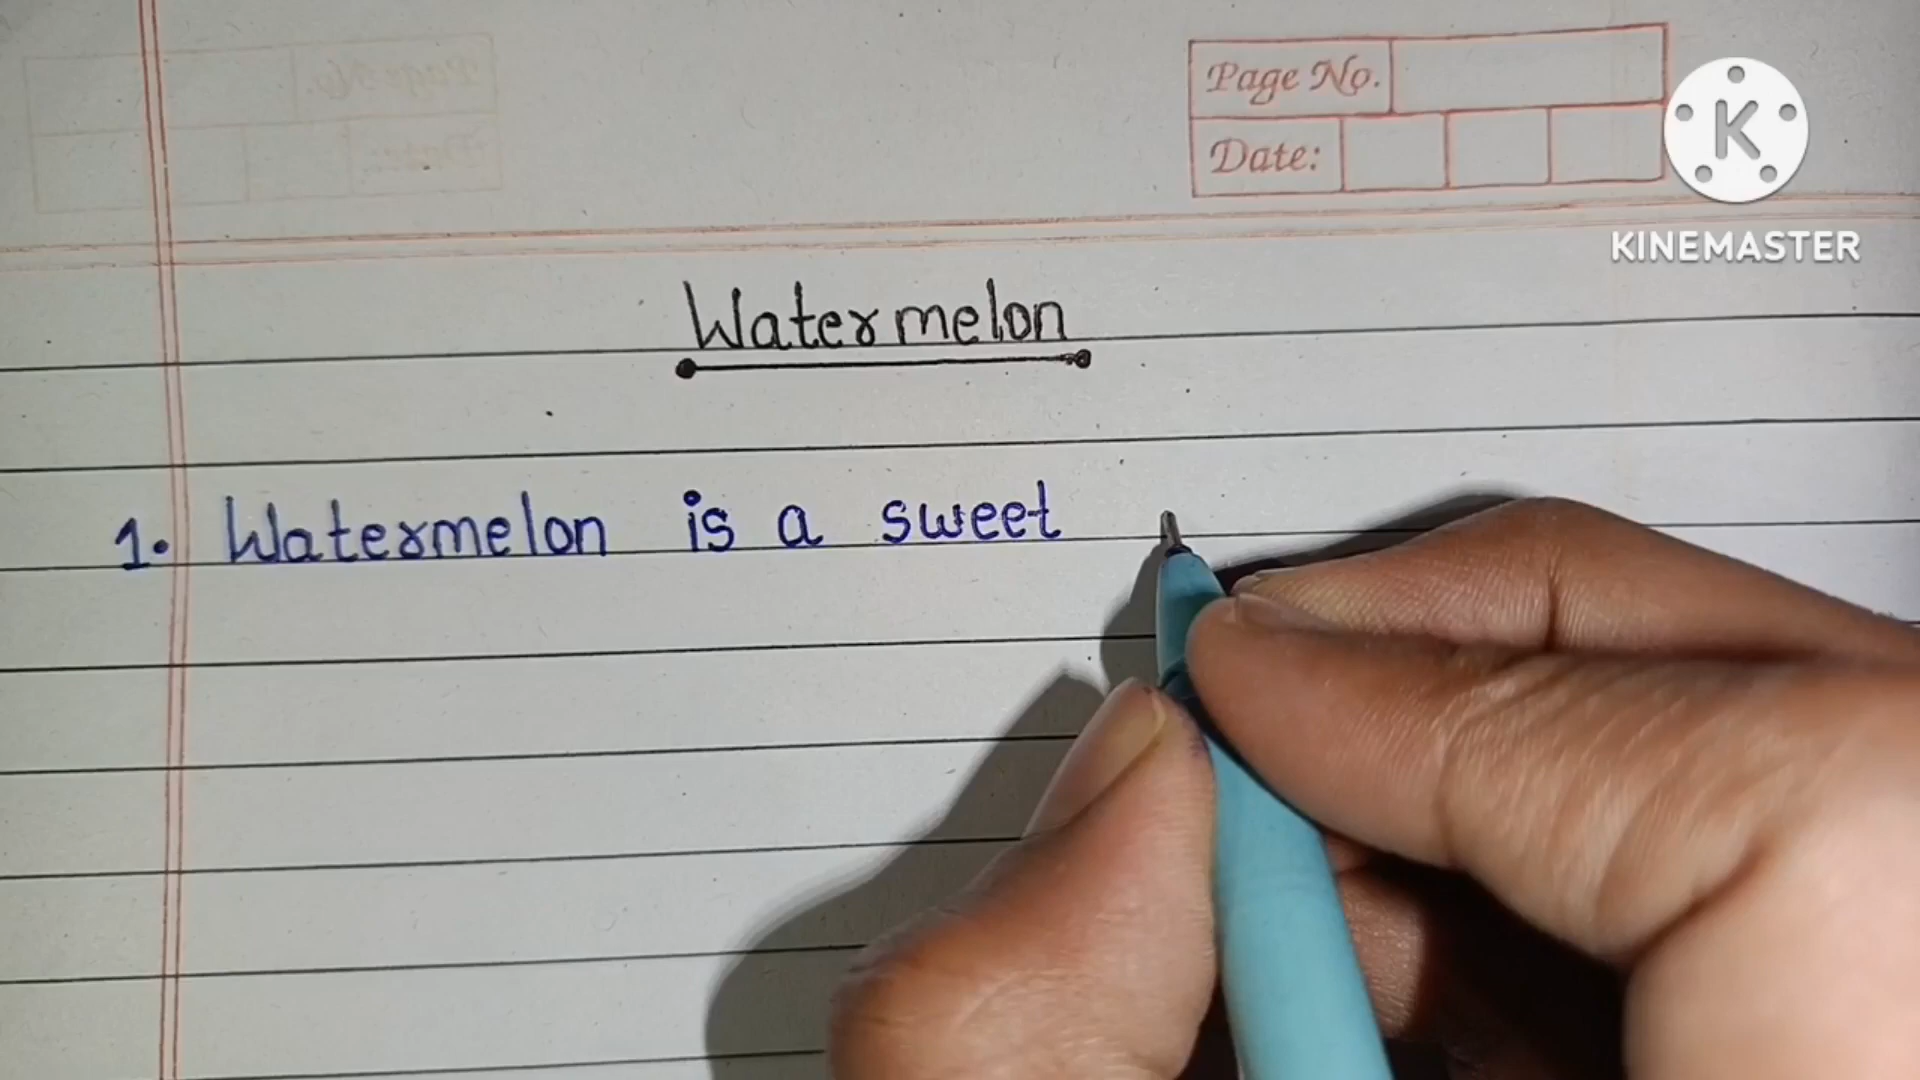 Page No.
Date:
KINEMASTER
Watermelon
1. Watermelon is a sweet